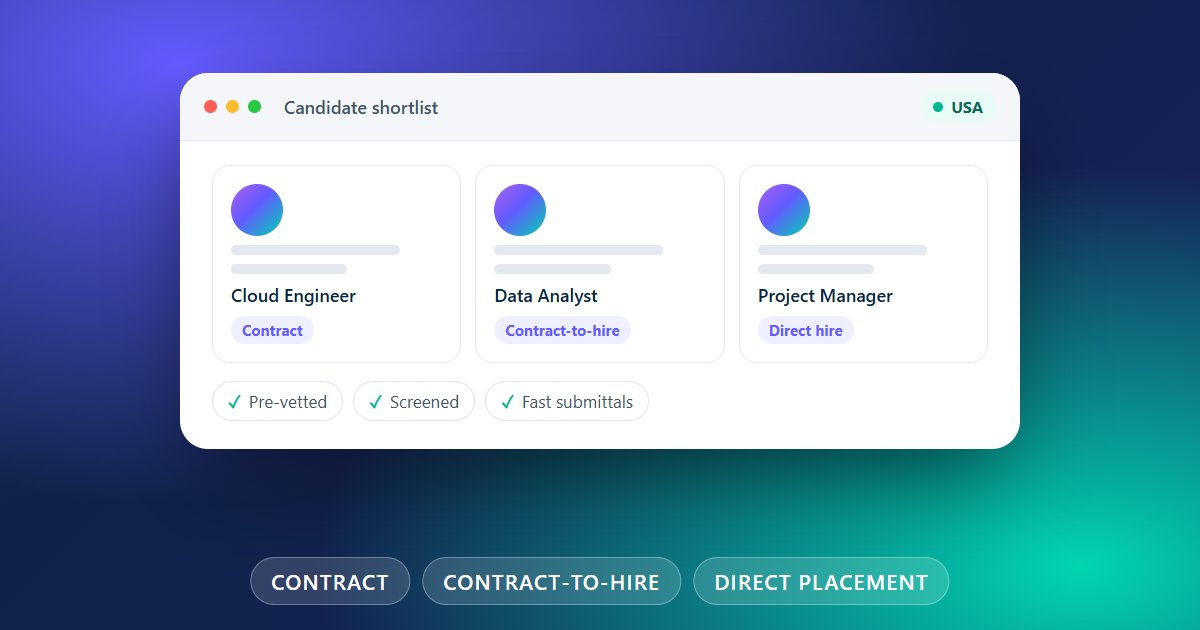 Candidate shortlist
USA
Cloud Engineer
Contract
Data Analyst
Contract-to-hire
Project Manager
Direct hire
✓ Pre-vetted
✓ Screened
✓ Fast submittals
CONTRACT
CONTRACT-TO-HIRE
DIRECT PLACEMENT